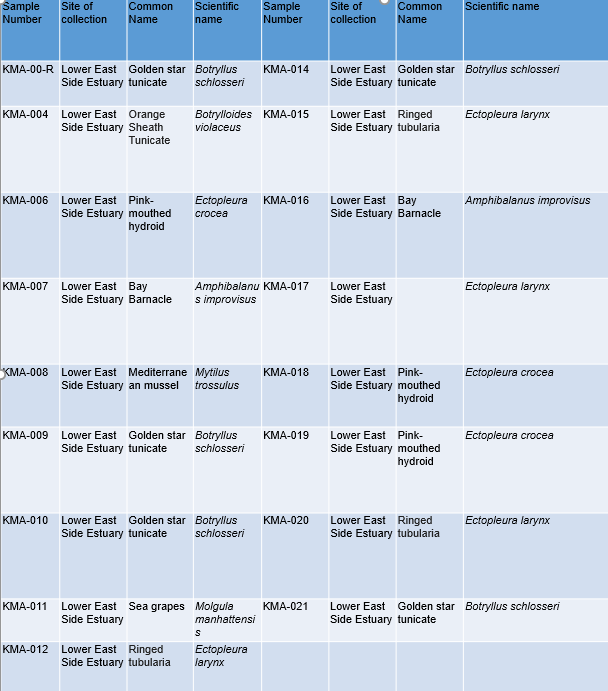 Sample Number | Site of collection | Common Name | Scientific name | Sample Number | Site of collection | Common Name | Scientific name
KMA-00-R | Lower East Side Estuary | Golden star tunicate | Botryllus schlosseri | KMA-014 | Lower East Side Estuary | Golden star tunicate | Botryllus schlosseri
KMA-004 | Lower East Side Estuary | Orange Sheath Tunicate | Botrylloides violaceus | KMA-015 | Lower East Side Estuary | Ringed tubularia | Ectopleura larynx
KMA-006 | Lower East Side Estuary | Pink-mouthed hydroid | Ectopleura crocea | KMA-016 | Lower East Side Estuary | Bay Barnacle | Amphibalanus improvisus
KMA-007 | Lower East Side Estuary | Bay Barnacle | Amphibalanus improvisus | KMA-017 | Lower East Side Estuary | | Ectopleura larynx
KMA-008 | Lower East Side Estuary | Mediterranean mussel | Mytilus trossulus | KMA-018 | Lower East Side Estuary | Pink-mouthed hydroid | Ectopleura crocea
KMA-009 | Lower East Side Estuary | Golden star tunicate | Botryllus schlosseri | KMA-019 | Lower East Side Estuary | Pink-mouthed hydroid | Ectopleura crocea
KMA-010 | Lower East Side Estuary | Golden star tunicate | Botryllus schlosseri | KMA-020 | Lower East Side Estuary | Ringed tubularia | Ectopleura larynx
KMA-011 | Lower East Side Estuary | Sea grapes | Molgula manhattensis | KMA-021 | Lower East Side Estuary | Golden star tunicate | Botryllus schlosseri
KMA-012 | Lower East Side Estuary | Ringed tubularia | Ectopleura larynx